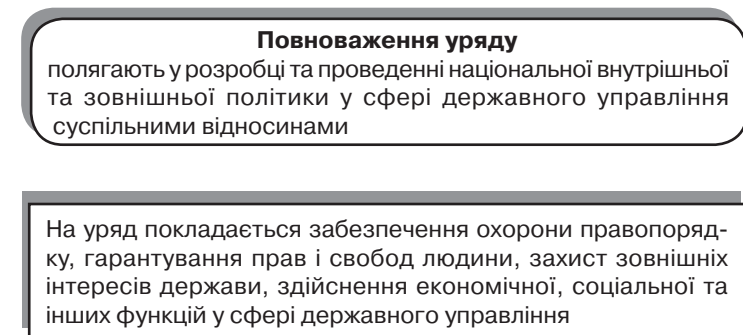 Повноваження уряду
полягають у розробці та проведенні національної внутрішньої
та зовнішньої політики у сфері державного управління
суспільними відносинами
На уряд покладається забезпечення охорони правопоряд-
ку, гарантування прав і свобод людини, захист зовнішніх
інтересів держави, здійснення економічної, соціальної та
інших функцій у сфері державного управління